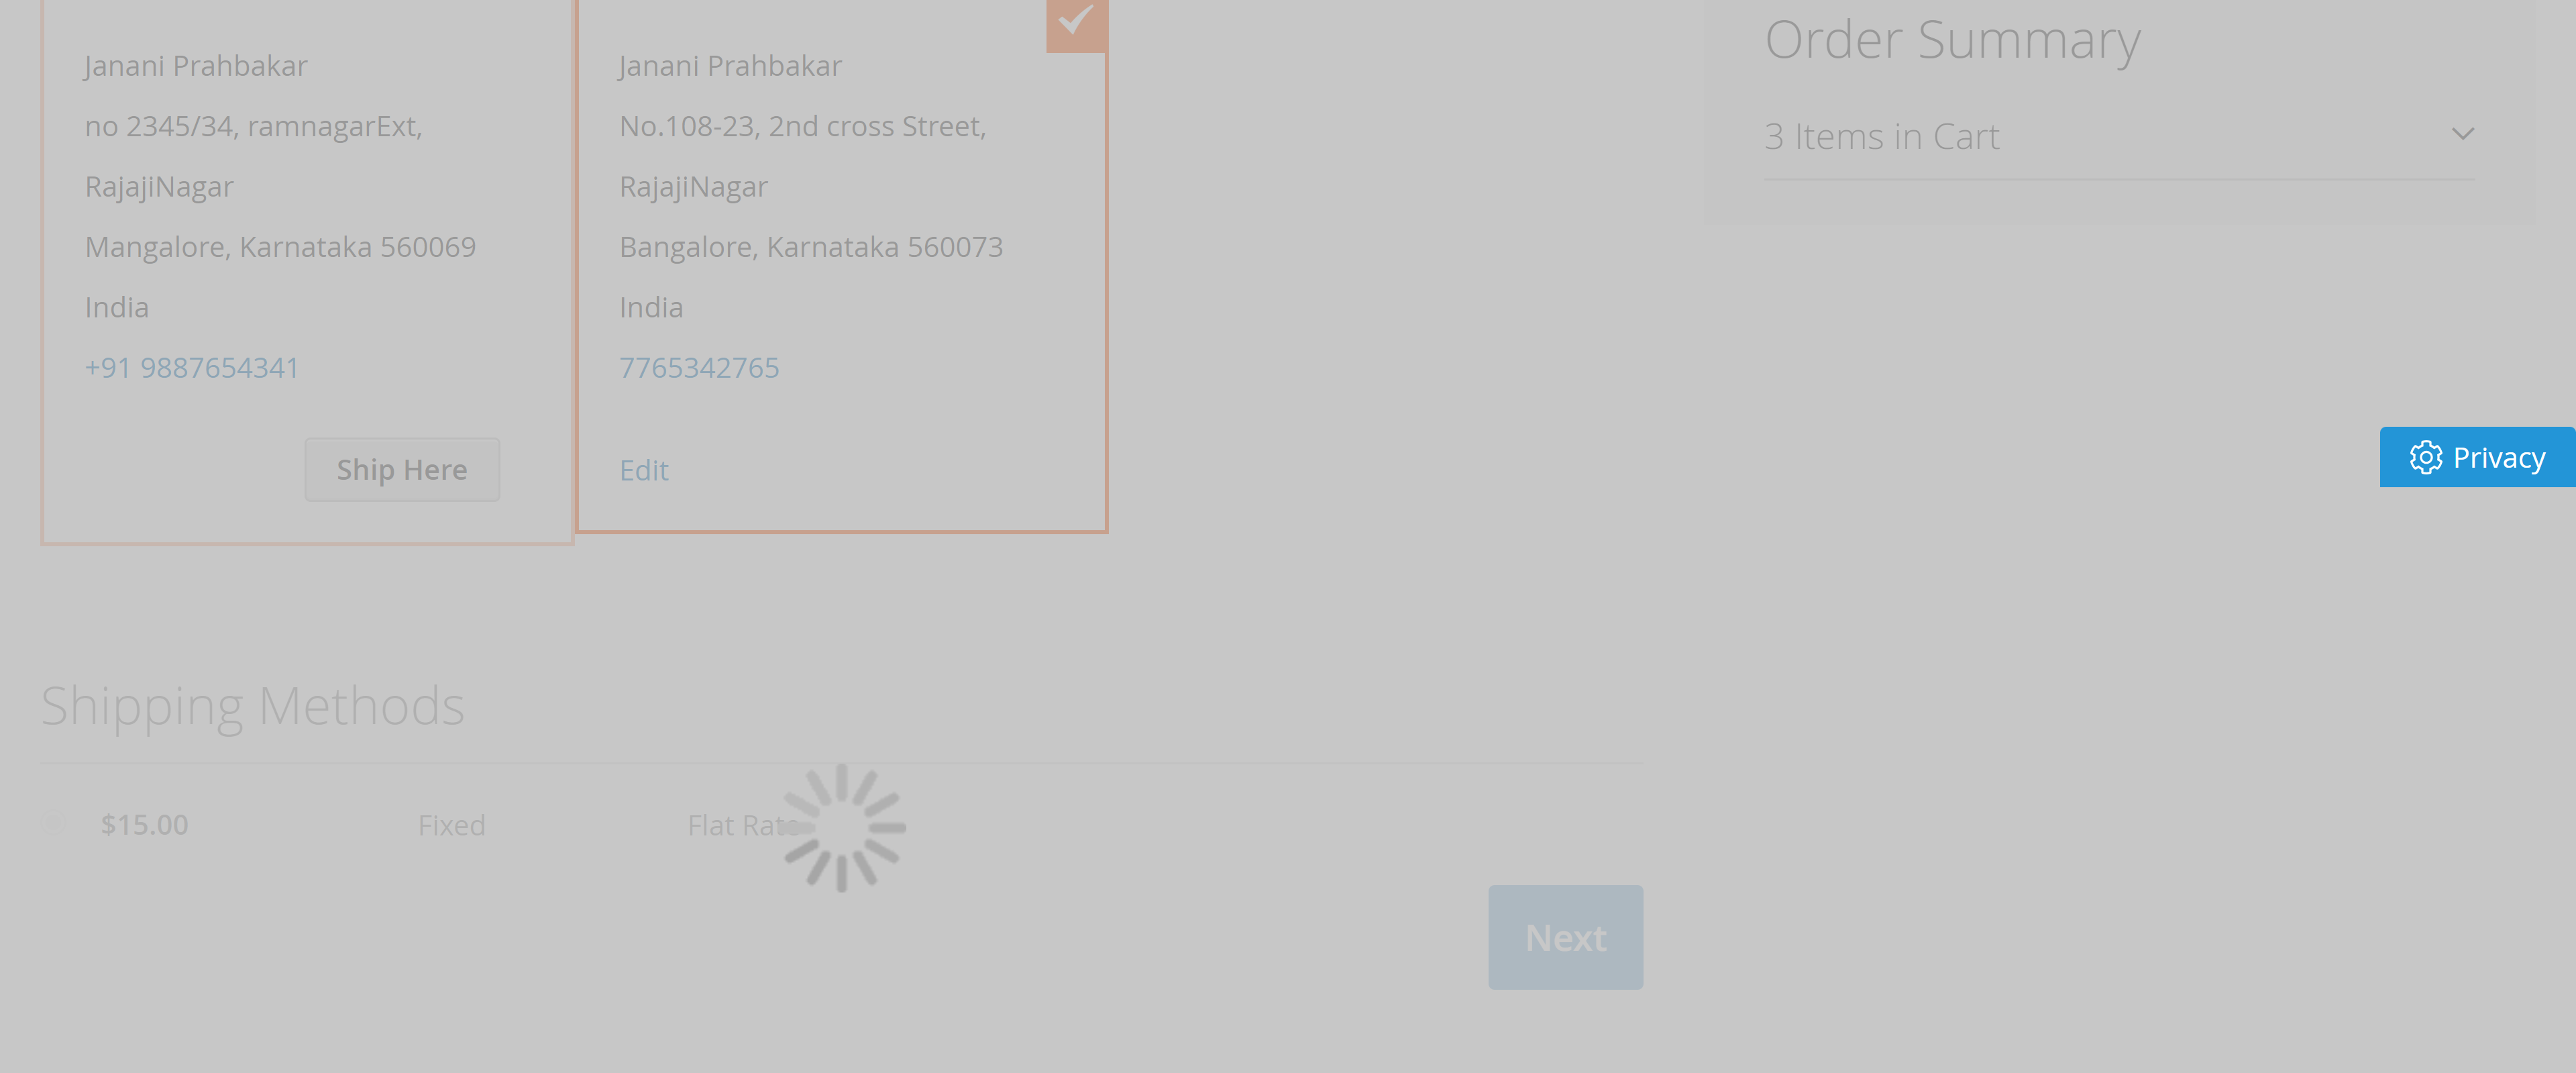 Janani Prahbakar
no 2345/34, ramnagarExt,
RajajiNagar
Mangalore, Karnataka 560069
India
+91 9887654341
Ship Here
Janani Prahbakar
No.108-23, 2nd cross Street,
RajajiNagar
Bangalore, Karnataka 560073
India
7765342765
Edit
Order Summary
3 Items in Cart
Privacy
Shipping Methods
$15.00 Fixed Flat Rate
Next